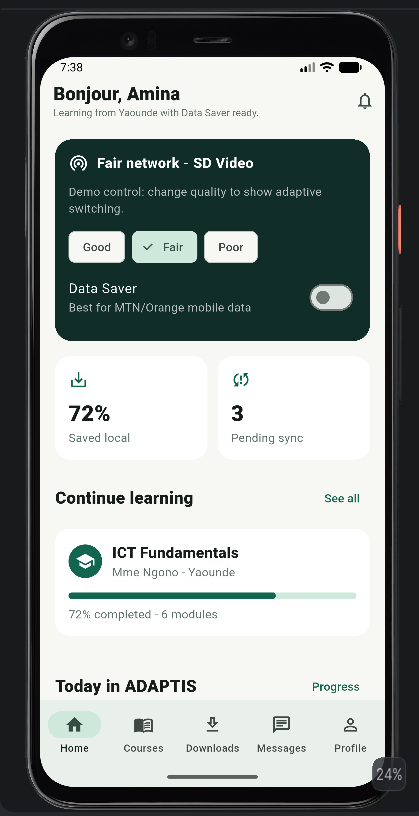 7:38
Bonjour, Amina
Learning from Yaounde with Data Saver ready.
Fair network - SD Video
Demo control: change quality to show adaptive
switching.
Good
Fair
Poor
Data Saver
Best for MTN/Orange mobile data
72%
Saved local
3
Pending sync
Continue learning
See all
ICT Fundamentals
Mme Ngono - Yaounde
72% completed - 6 modules
Today in ADAPTIS
Progress
Home
Courses
Downloads
Messages
Profile
24%